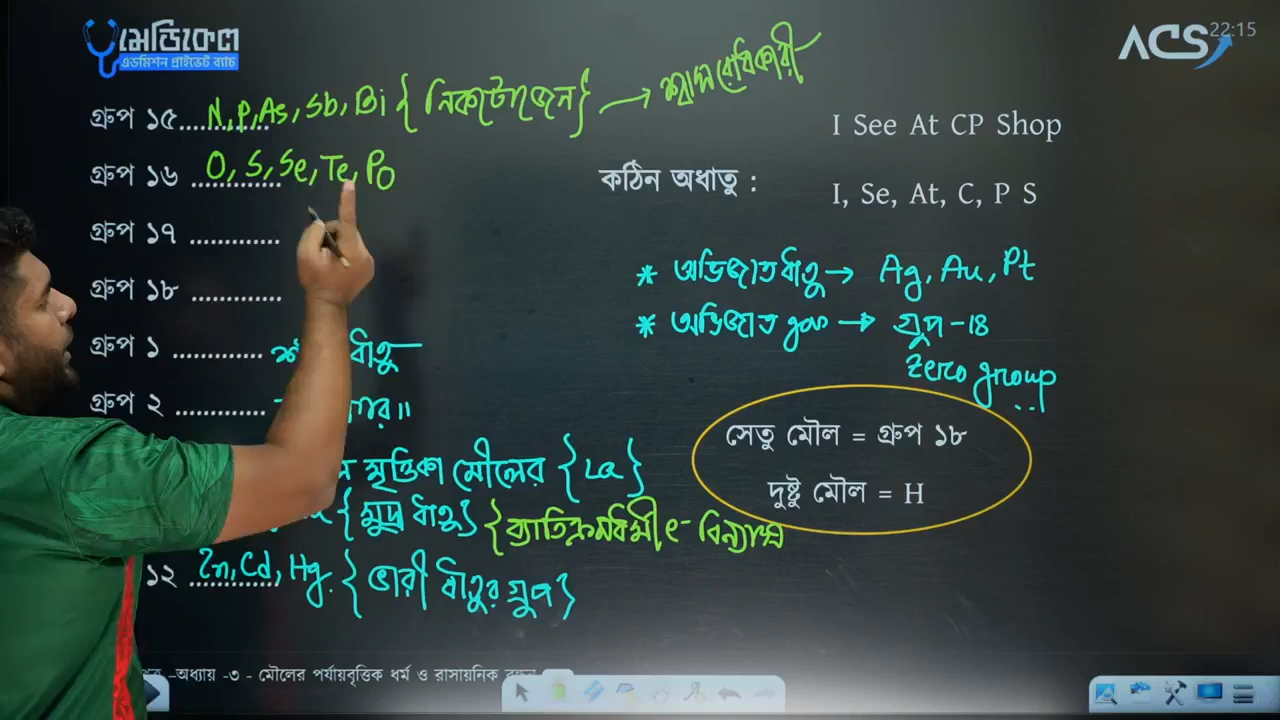 মেডিকেল
এডমিশন প্রাইভেট ব্যাচ
ACS
22:15
গ্রুপ ১৫............. N, P, As, Sb, Bi { নিকটোজেন } → শ্বাসরোধকারী
গ্রুপ ১৬ ............. O, S, Se, Te, Po
গ্রুপ ১৭ .............
গ্রুপ ১৮ .............
গ্রুপ ১ ............. ধাতু
গ্রুপ ২ .............
মৃত্তিকা মৌলের { La }
{ মুদ্রা ধাতু } { ব্যাতিক্রমধর্মী e- বিন্যাস
১২ ............. Zn, Cd, Hg. { ভারী ধাতুর গ্রুপ }
I See At CP Shop
কঠিন অধাতু :
I, Se, At, C, P S
* অভিজাত ধাতু → Ag, Au, Pt
* অভিজাত gas → গ্রুপ -18
Zero group
সেতু মৌল = গ্রুপ ১৮
দুষ্টু মৌল = H
-অধ্যায় -৩ - মৌলের পর্যায়বৃত্তিক ধর্ম ও রাসায়নিক বন্ধন